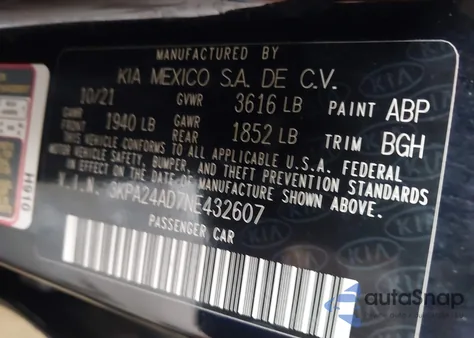 MANUFACTURED BY
KIA MEXICO S.A. DE C.V.
10/21 GVWR 3616 LB PAINT ABP
GAWR FRONT 1940 LB GAWR REAR 1852 LB TRIM BGH
THIS VEHICLE CONFORMS TO ALL APPLICABLE U.S.A. FEDERAL
MOTOR VEHICLE SAFETY, BUMPER, AND THEFT PREVENTION STANDARDS
IN EFFECT ON THE DATE OF MANUFACTURE SHOWN ABOVE.
V.I.N. 3KPA24AD7NE432607
PASSENGER CAR
H910
KIA
autoSnap